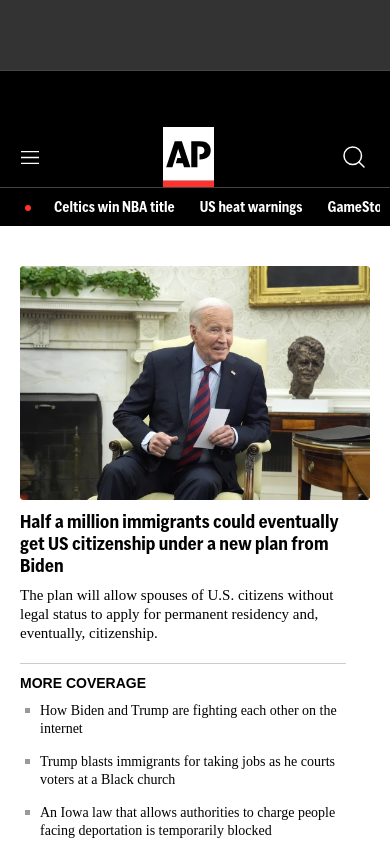 AP
Celtics win NBA title US heat warnings GameSto
Half a million immigrants could eventually
get US citizenship under a new plan from
Biden
The plan will allow spouses of U.S. citizens without
legal status to apply for permanent residency and,
eventually, citizenship.
MORE COVERAGE
How Biden and Trump are fighting each other on the
internet
Trump blasts immigrants for taking jobs as he courts
voters at a Black church
An Iowa law that allows authorities to charge people
facing deportation is temporarily blocked